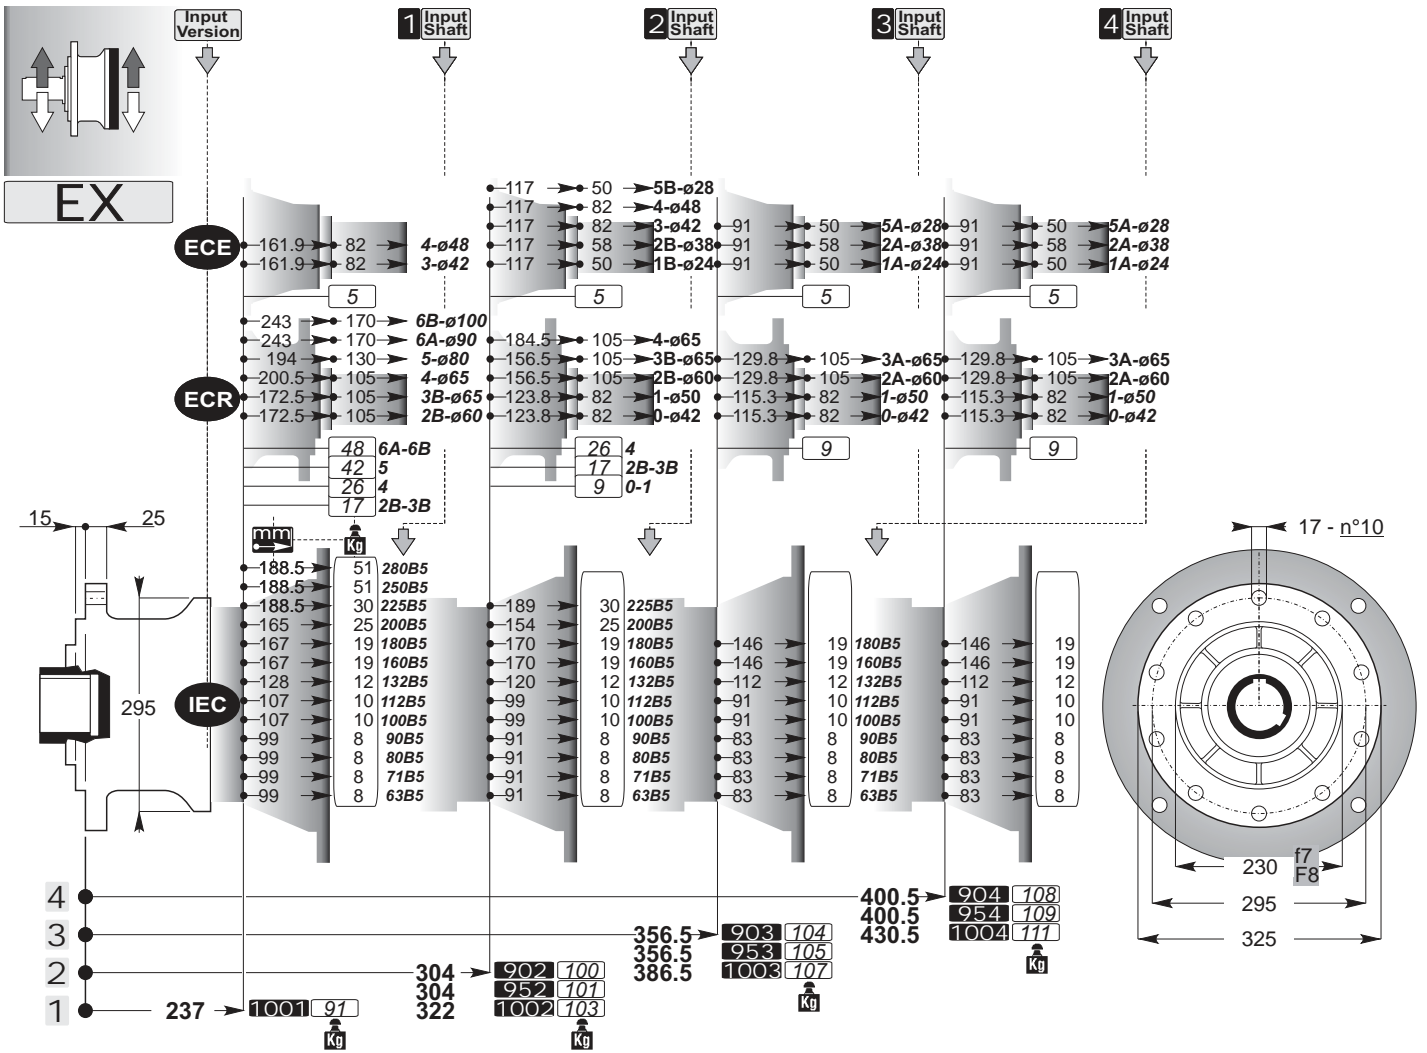 Input Version
1 Input Shaft
2 Input Shaft
3 Input Shaft
4 Input Shaft
EX
ECE
117 50 5B-ø28
117 82 4-ø48
117 82 3-ø42 91 50 5A-ø28 91 50 5A-ø28
161.9 82 4-ø48 117 58 2B-ø38 91 58 2A-ø38 91 58 2A-ø38
161.9 82 3-ø42 117 50 1B-ø24 91 50 1A-ø24 91 50 1A-ø24
5 5 5 5
ECR
243 170 6B-ø100
243 170 6A-ø90 184.5 105 4-ø65
194 130 5-ø80 156.5 105 3B-ø65 129.8 105 3A-ø65 129.8 105 3A-ø65
200.5 105 4-ø65 156.5 105 2B-ø60 129.8 105 2A-ø60 129.8 105 2A-ø60
172.5 105 3B-ø65 123.8 82 1-ø50 115.3 82 1-ø50 115.3 82 1-ø50
172.5 105 2B-ø60 123.8 82 0-ø42 115.3 82 0-ø42 115.3 82 0-ø42
48 6A-6B 26 4 9 9
42 5 17 2B-3B
26 4 9 0-1
17 2B-3B
15 25
mm Kg
17 - n°10
IEC
188.5 51 280B5
188.5 51 250B5
188.5 30 225B5 189 30 225B5
165 25 200B5 154 25 200B5
167 19 180B5 170 19 180B5 146 19 180B5 146 19
167 19 160B5 170 19 160B5 146 19 160B5 146 19
128 12 132B5 120 12 132B5 112 12 132B5 112 12
107 10 112B5 99 10 112B5 91 10 112B5 91 10
107 10 100B5 99 10 100B5 91 10 100B5 91 10
99 8 90B5 91 8 90B5 83 8 90B5 83 8
99 8 80B5 91 8 80B5 83 8 80B5 83 8
99 8 71B5 91 8 71B5 83 8 71B5 83 8
99 8 63B5 91 8 63B5 83 8 63B5 83 8
295
230 f7 F8
295
325
4 400.5 904 108
400.5 954 109
430.5 1004 111
Kg
3 356.5 903 104
356.5 953 105
386.5 1003 107
Kg
2 304 902 100
304 952 101
322 1002 103
Kg
1 237 1001 91
Kg